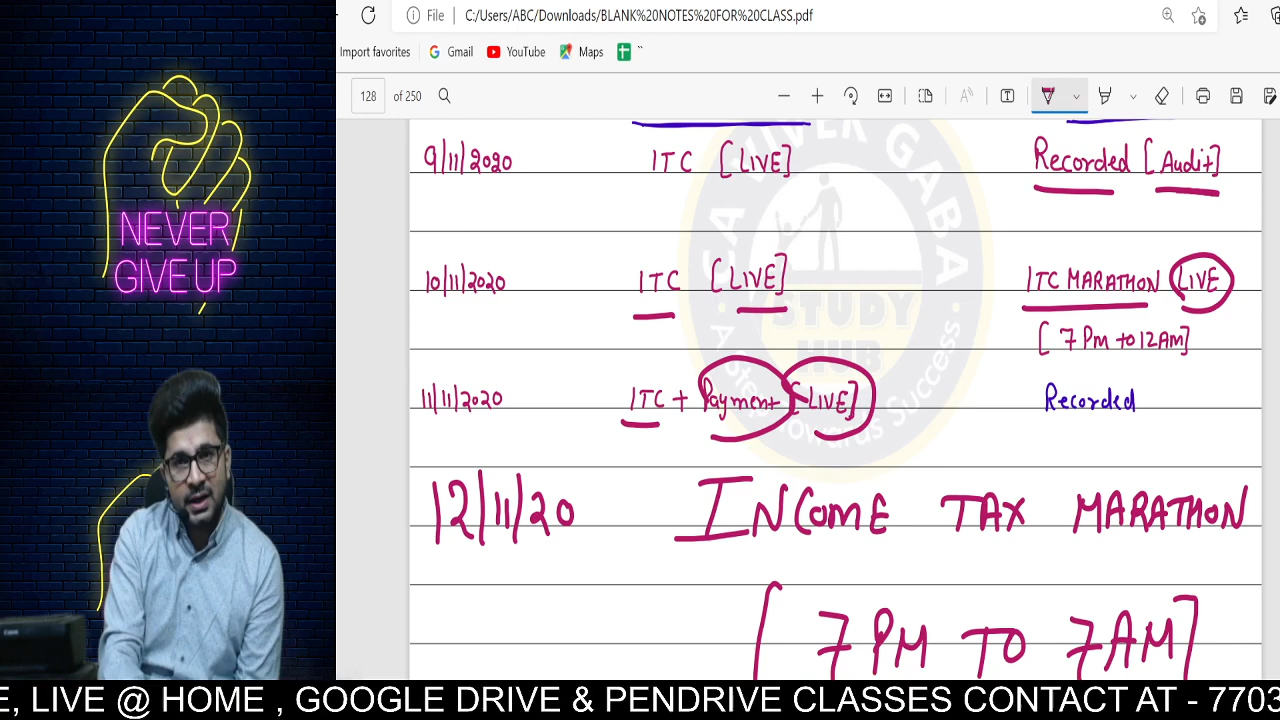 File C:/Users/ABC/Downloads/BLANK%20NOTES%20FOR%20CLASS.pdf
Import favorites Gmail YouTube Maps
128 of 250
9/11/2020 ITC [LIVE] Recorded [Audit]
10/11/2020 ITC [LIVE] ITC MARATHON LIVE
[7 Pm to 12 Am]
11/11/2020 ITC + Payment [LIVE] Recorded
12/11/20 INCOME TAX MARATHON
[7 Pm TO 7 AM]
NEVER
GIVE UP
E, LIVE @ HOME , GOOGLE DRIVE & PENDRIVE CLASSES CONTACT AT - 7703